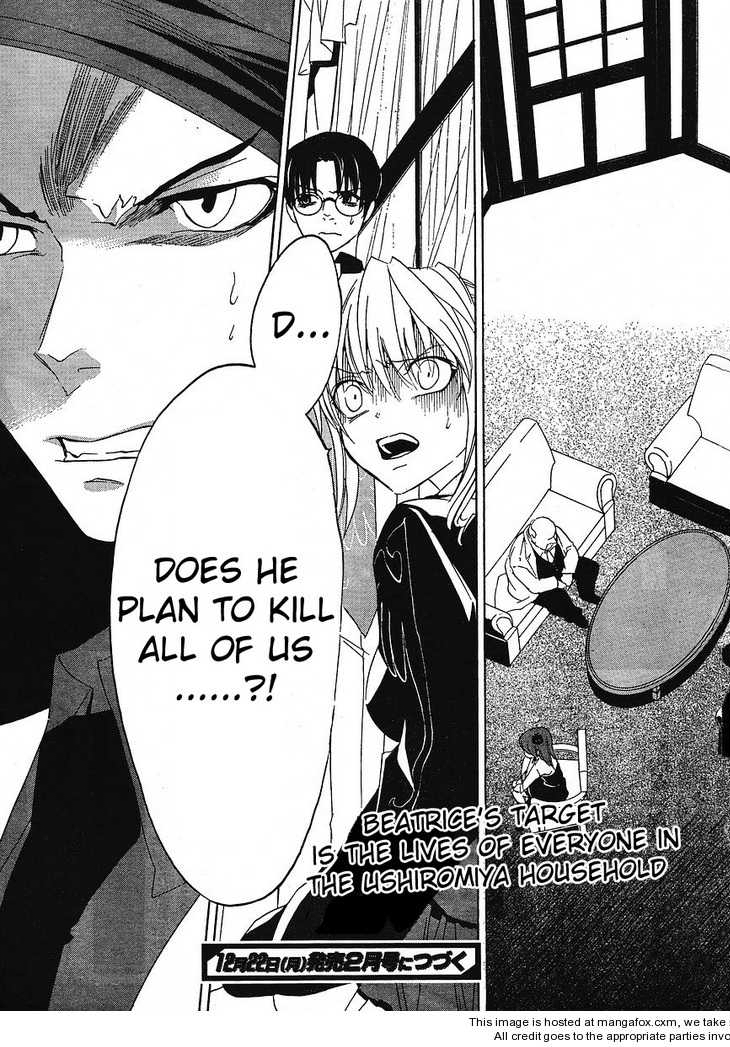 D...
DOES HE
PLAN TO KILL
ALL OF US
......?!
BEATRICE'S TARGET
IS THE LIVES OF EVERYONE IN
THE USHIROMIYA HOUSEHOLD
12月22日(月)発売2月号につづく
This image is hosted at mangafox.cxm, we take
All credit goes to the appropriate parties invo